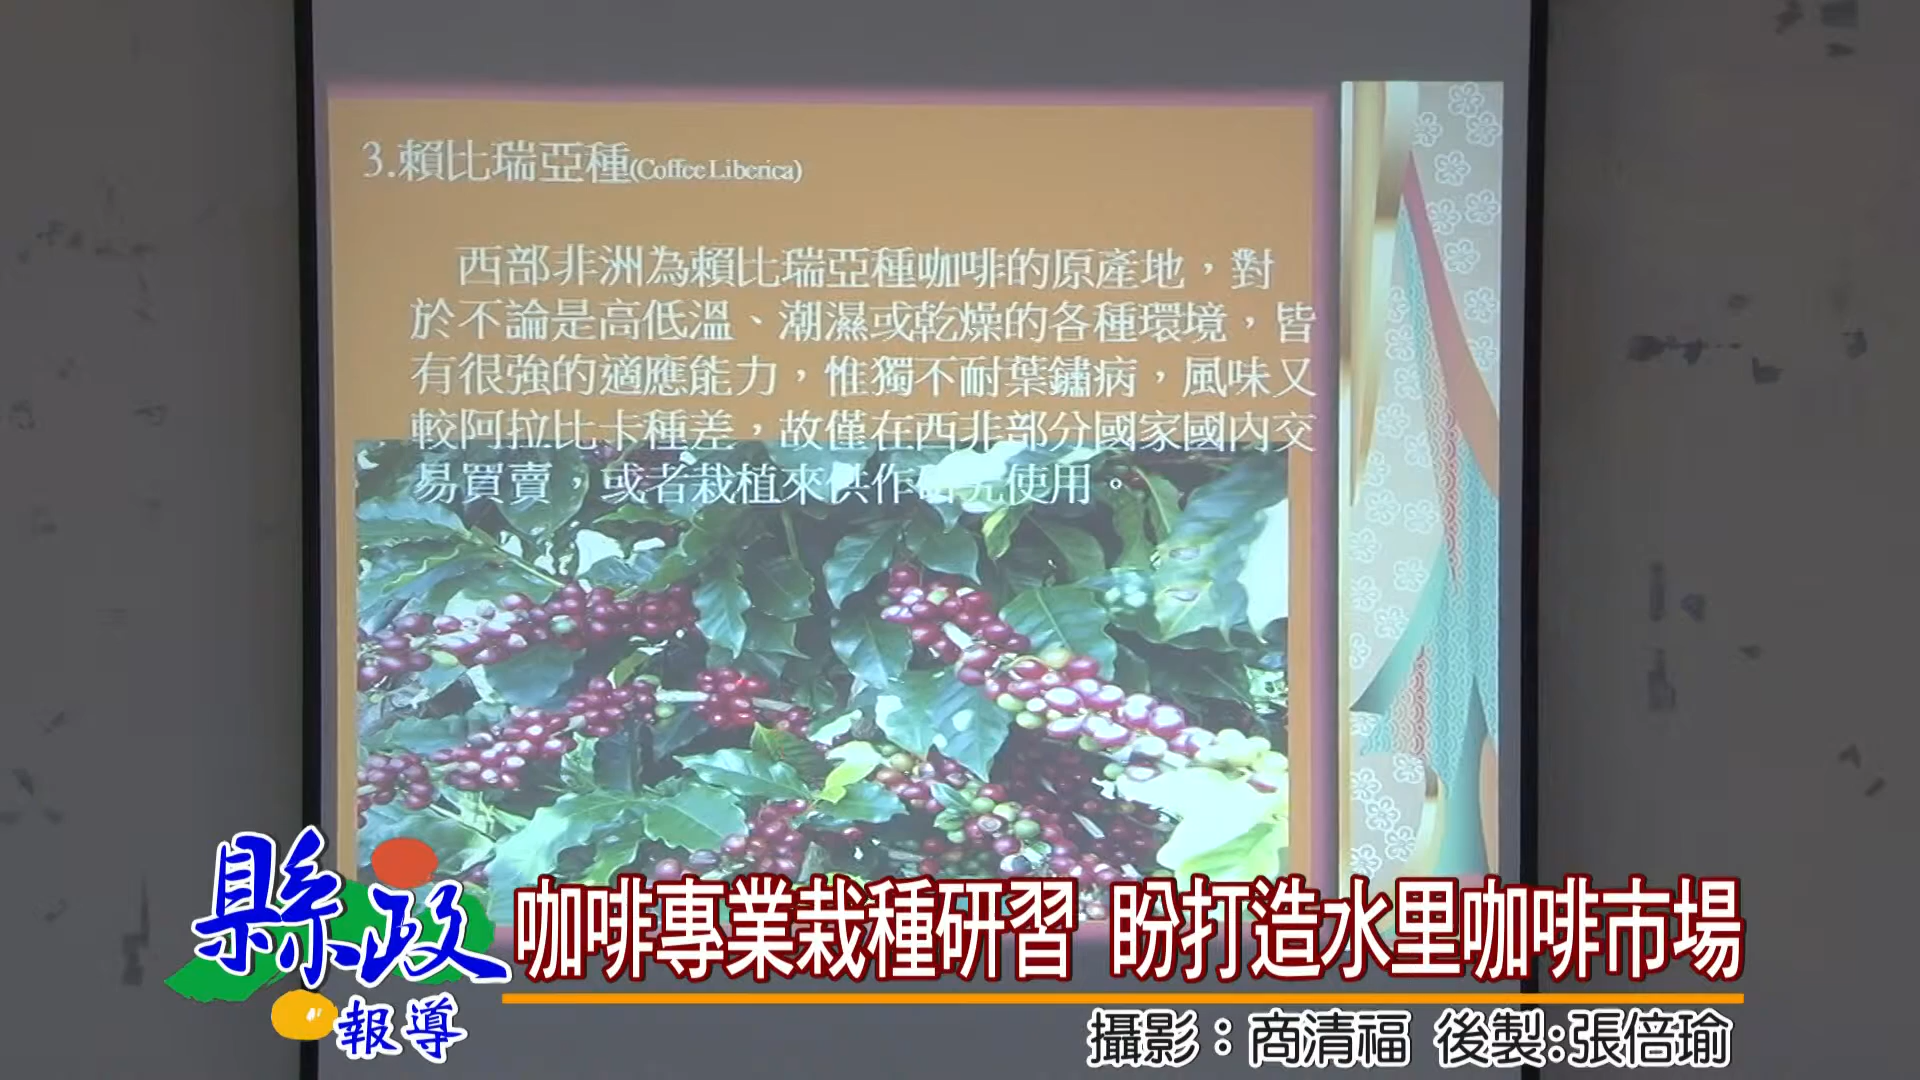 3.賴比瑞亞種(Coffee Liberica)
西部非洲為賴比瑞亞種咖啡的原產地，對
於不論是高低溫、潮濕或乾燥的各種環境，皆
有很強的適應能力，惟獨不耐葉鏽病，風味又
較阿拉比卡種差，故僅在西非部分國家國內交
易買賣，或者栽植來供作研究使用。
縣政
報導
咖啡專業栽種研習 盼打造水里咖啡市場
攝影：商清福 後製:張倍瑜